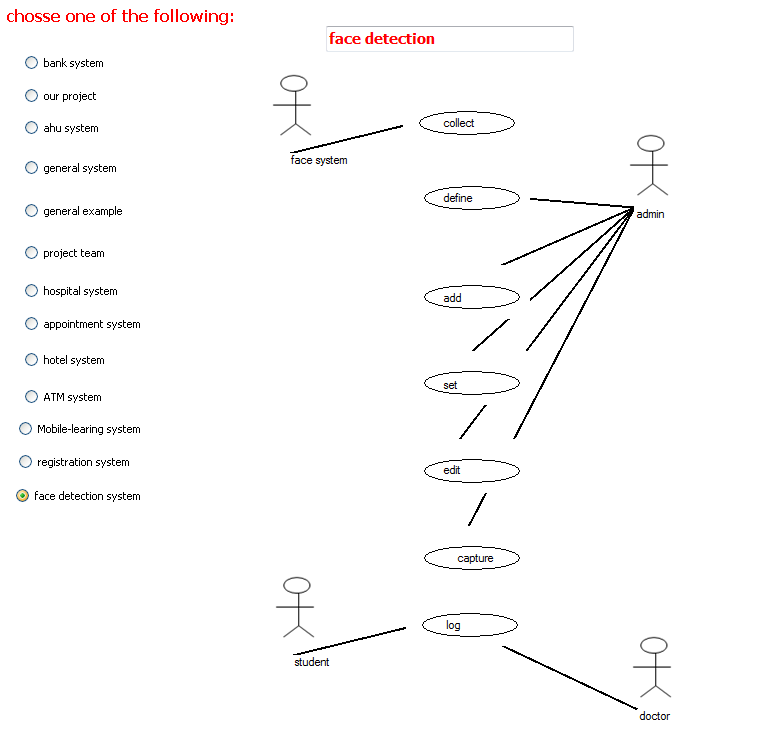 chosse one of the following:
face detection
bank system
our project
ahu system
general system
general example
project team
hospital system
appointment system
hotel system
ATM system
Mobile-learing system
registration system
face detection system
face system
collect
define
admin
add
set
edit
capture
log
student
doctor